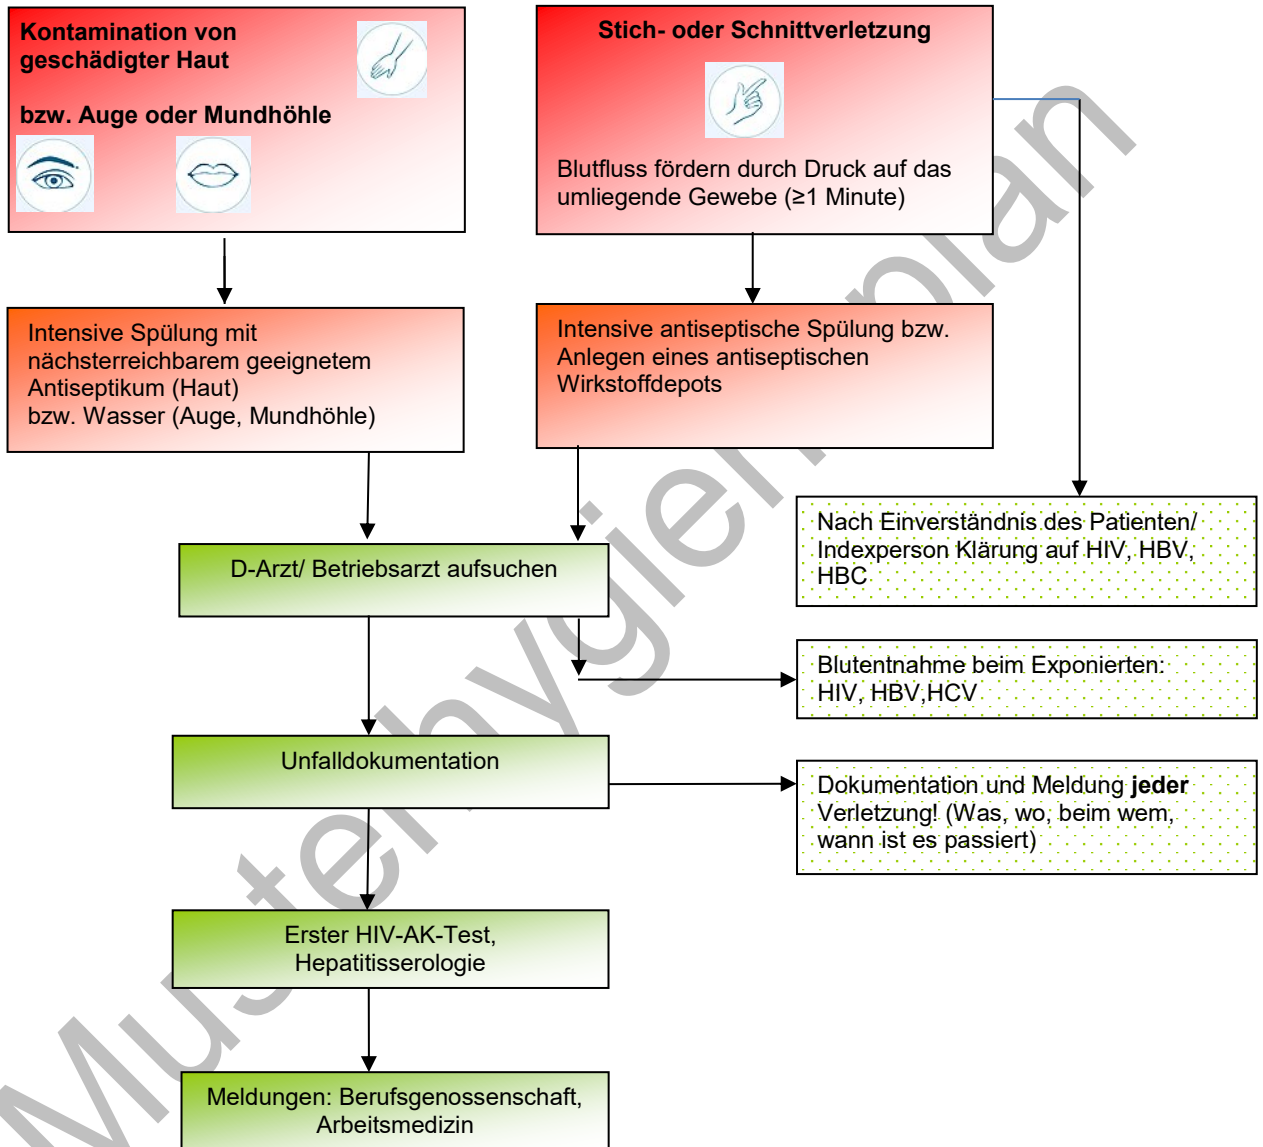 Kontamination von
geschädigter Haut
bzw. Auge oder Mundhöhle
Stich- oder Schnittverletzung
Blutfluss fördern durch Druck auf das
umliegende Gewebe (≥1 Minute)
Intensive Spülung mit
nächsterreichbarem geeignetem
Antiseptikum (Haut)
bzw. Wasser (Auge, Mundhöhle)
Intensive antiseptische Spülung bzw.
Anlegen eines antiseptischen
Wirkstoffdepots
Nach Einverständnis des Patienten/
Indexperson Klärung auf HIV, HBV,
HBC
D-Arzt/ Betriebsarzt aufsuchen
Blutentnahme beim Exponierten:
HIV, HBV,HCV
Unfalldokumentation
Dokumentation und Meldung jeder
Verletzung! (Was, wo, beim wem,
wann ist es passiert)
Erster HIV-AK-Test,
Hepatitisserologie
Meldungen: Berufsgenossenschaft,
Arbeitsmedizin
Musterhygieneplan